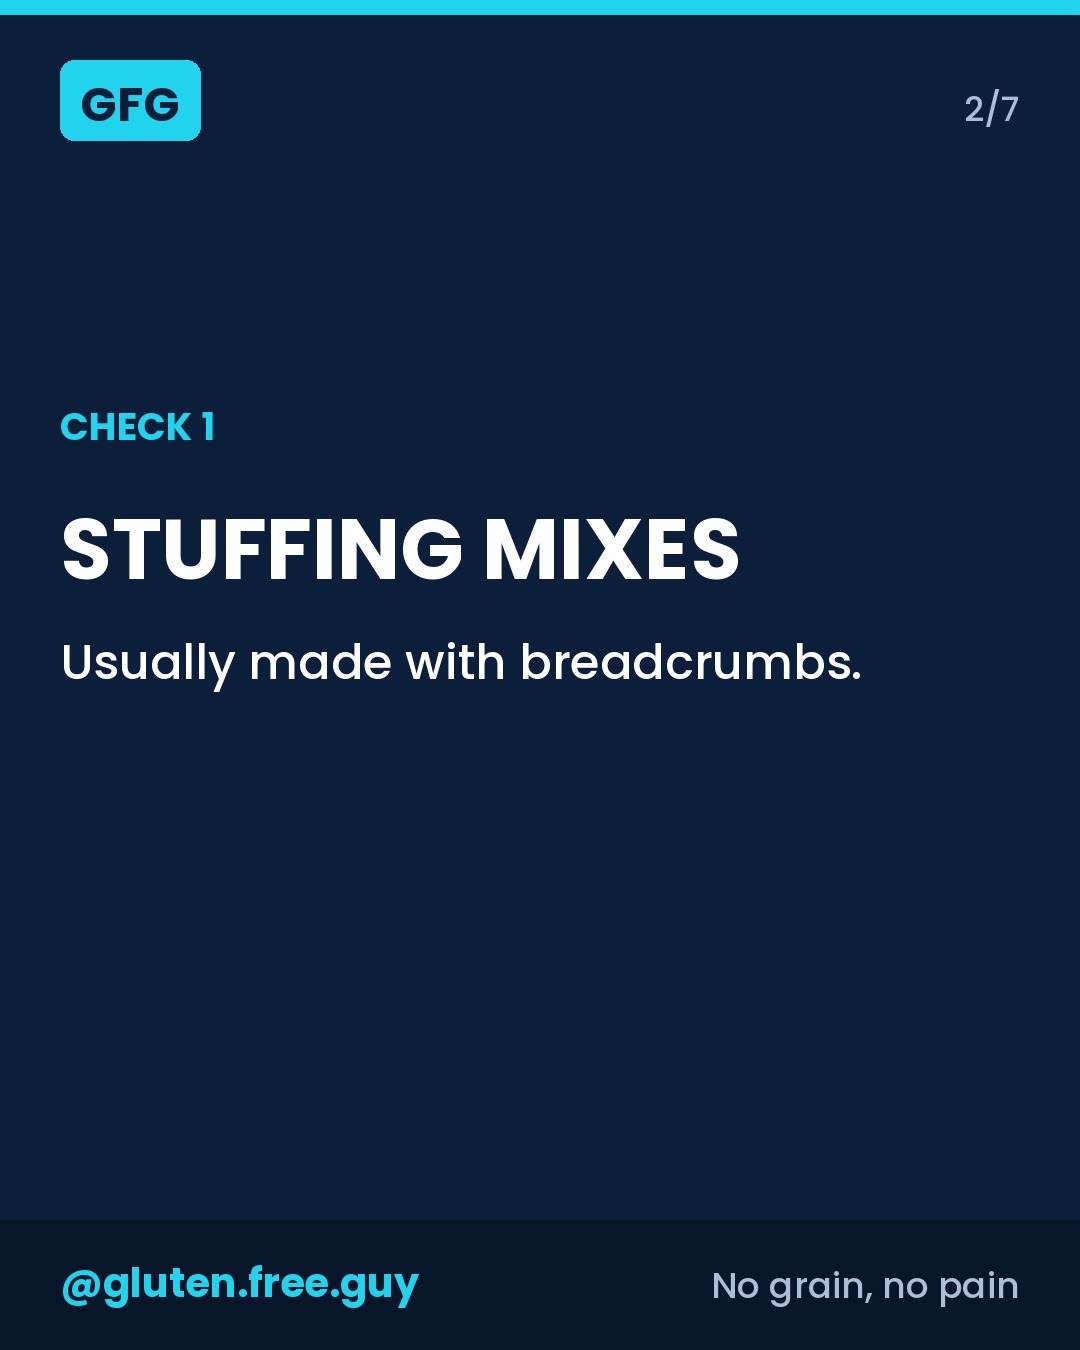 GFG
2/7
CHECK 1
STUFFING MIXES
Usually made with breadcrumbs.
@gluten.free.guy
No grain, no pain